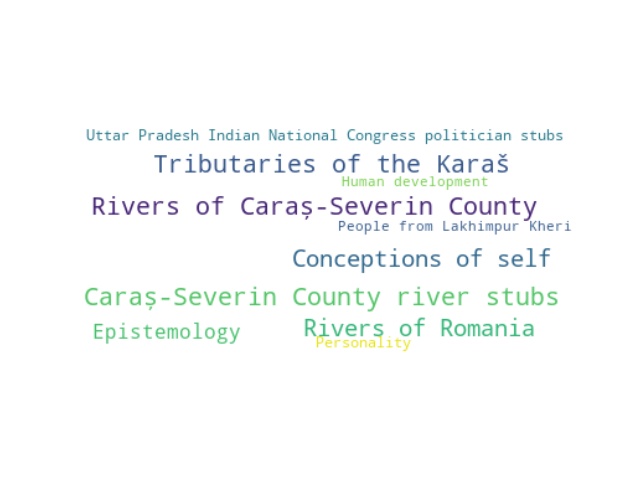 Uttar Pradesh Indian National Congress politician stubs
Tributaries of the Karaš
Human development
Rivers of Caraș-Severin County
People from Lakhimpur Kheri
Conceptions of self
Caraș-Severin County river stubs
Epistemology
Rivers of Romania
Personality